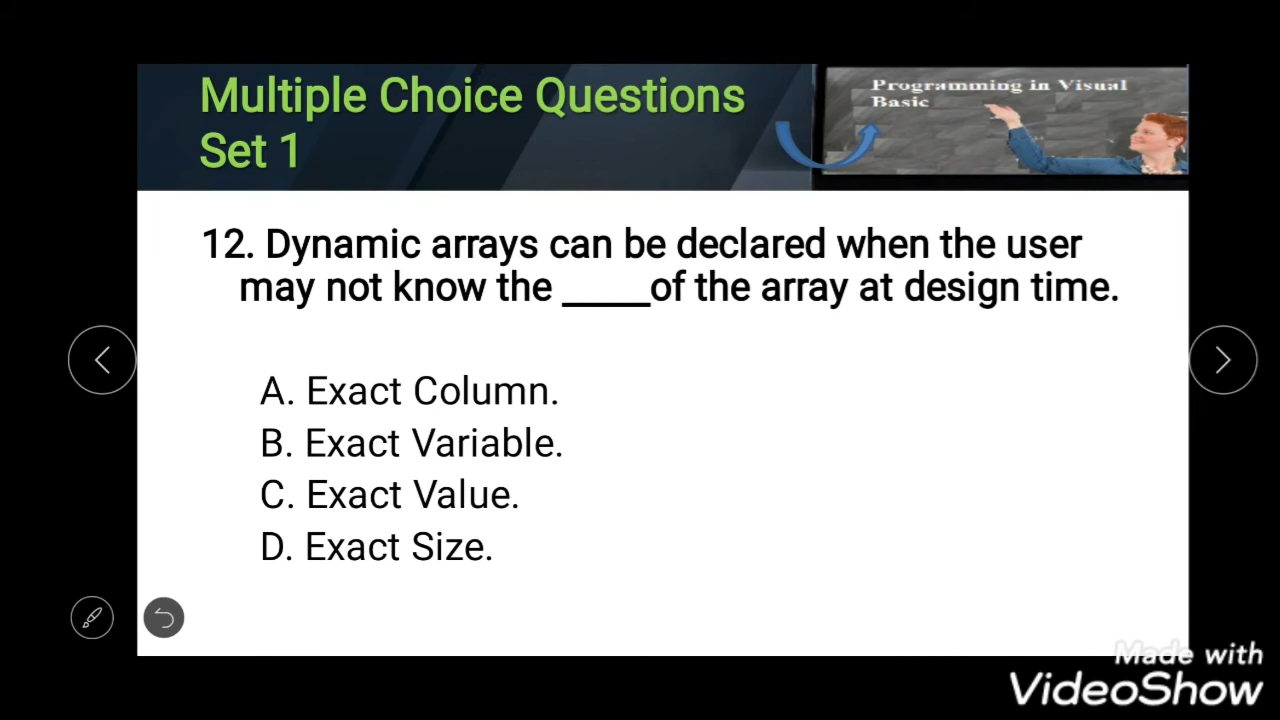 Multiple Choice Questions
Set 1
Programming in Visual
Basic
12. Dynamic arrays can be declared when the user
may not know the _____of the array at design time.
A. Exact Column.
B. Exact Variable.
C. Exact Value.
D. Exact Size.
Made with
VideoShow